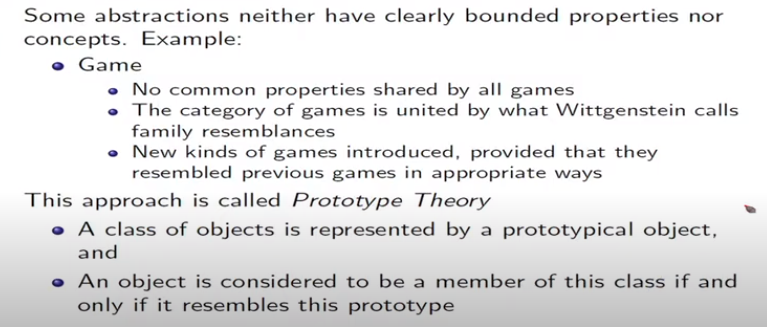 Some abstractions neither have clearly bounded properties nor
concepts. Example:
Game
No common properties shared by all games
The category of games is united by what Wittgenstein calls
family resemblances
New kinds of games introduced, provided that they
resembled previous games in appropriate ways
This approach is called Prototype Theory
A class of objects is represented by a prototypical object,
and
An object is considered to be a member of this class if and
only if it resembles this prototype